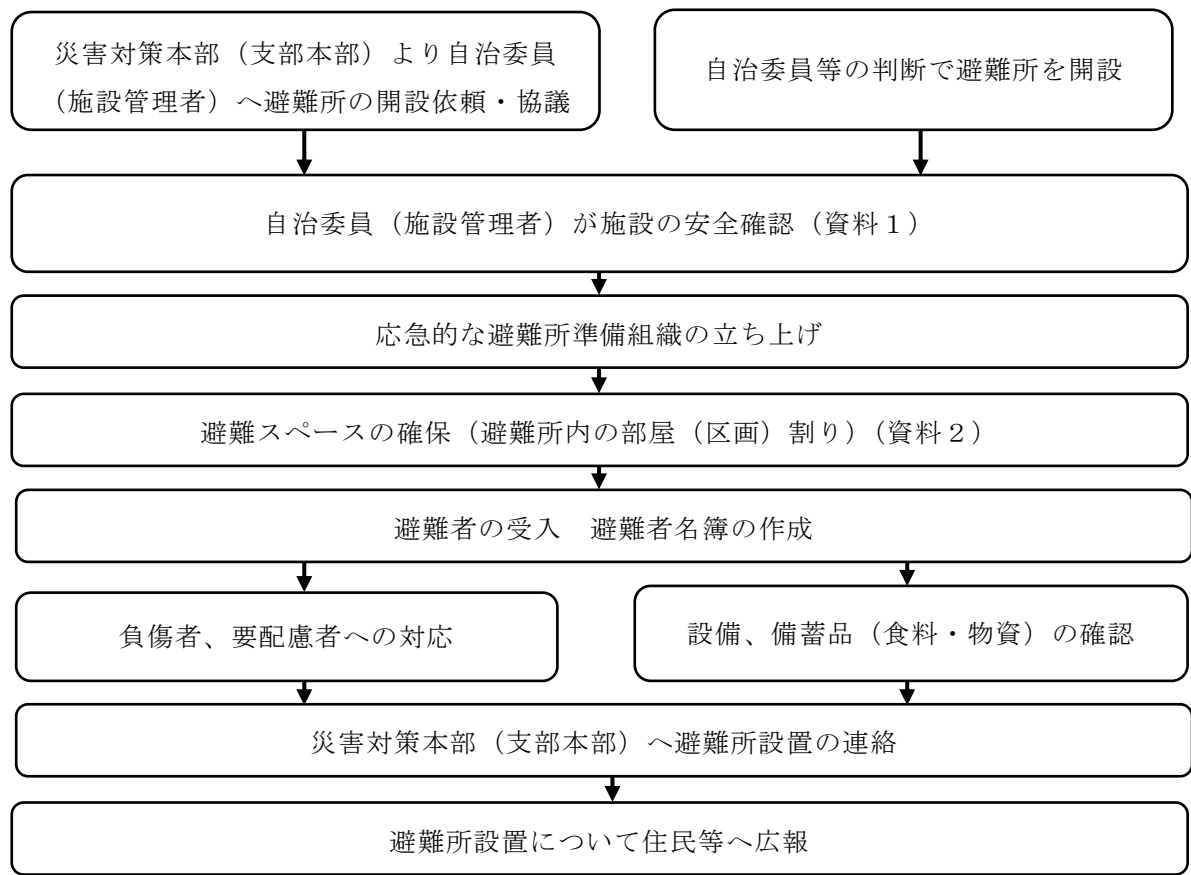 災害対策本部（支部本部）より自治委員
（施設管理者）へ避難所の開設依頼・協議
自治委員等の判断で避難所を開設
自治委員（施設管理者）が施設の安全確認（資料１）
応急的な避難所準備組織の立ち上げ
避難スペースの確保（避難所内の部屋（区画）割り）（資料２）
避難者の受入　避難者名簿の作成
負傷者、要配慮者への対応
設備、備蓄品（食料・物資）の確認
災害対策本部（支部本部）へ避難所設置の連絡
避難所設置について住民等へ広報